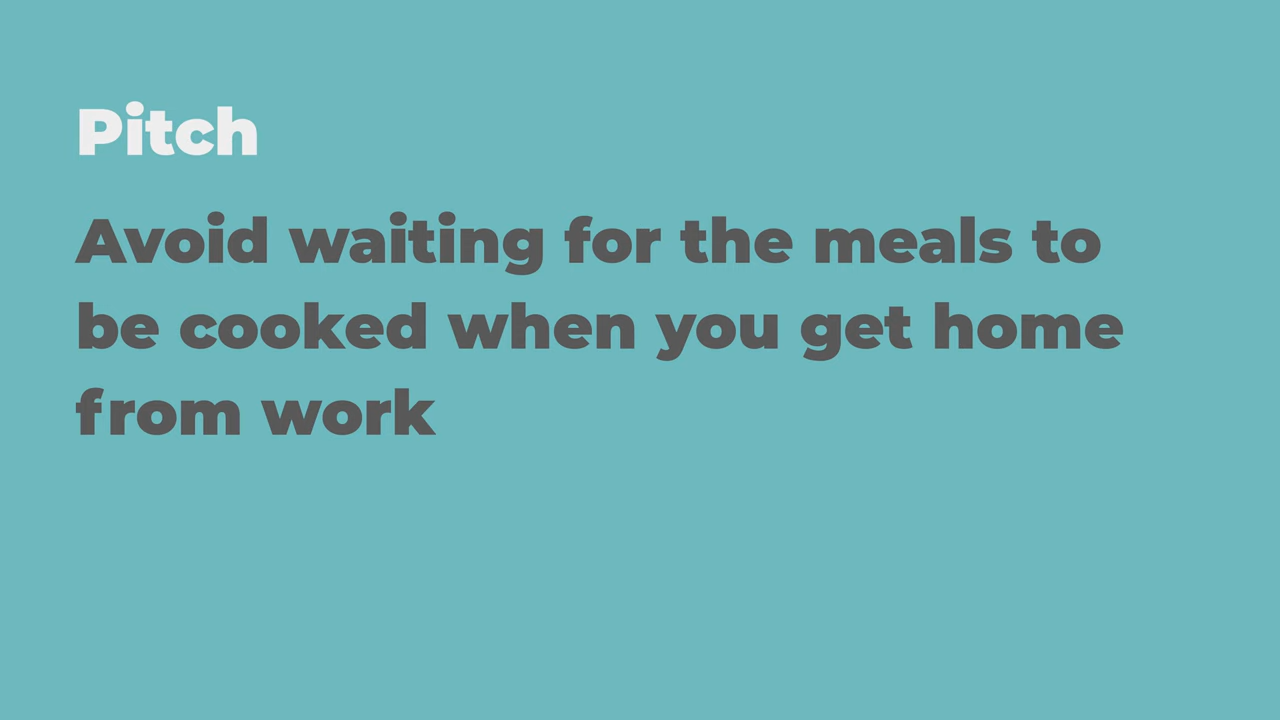 Pitch
Avoid waiting for the meals to
be cooked when you get home
from work